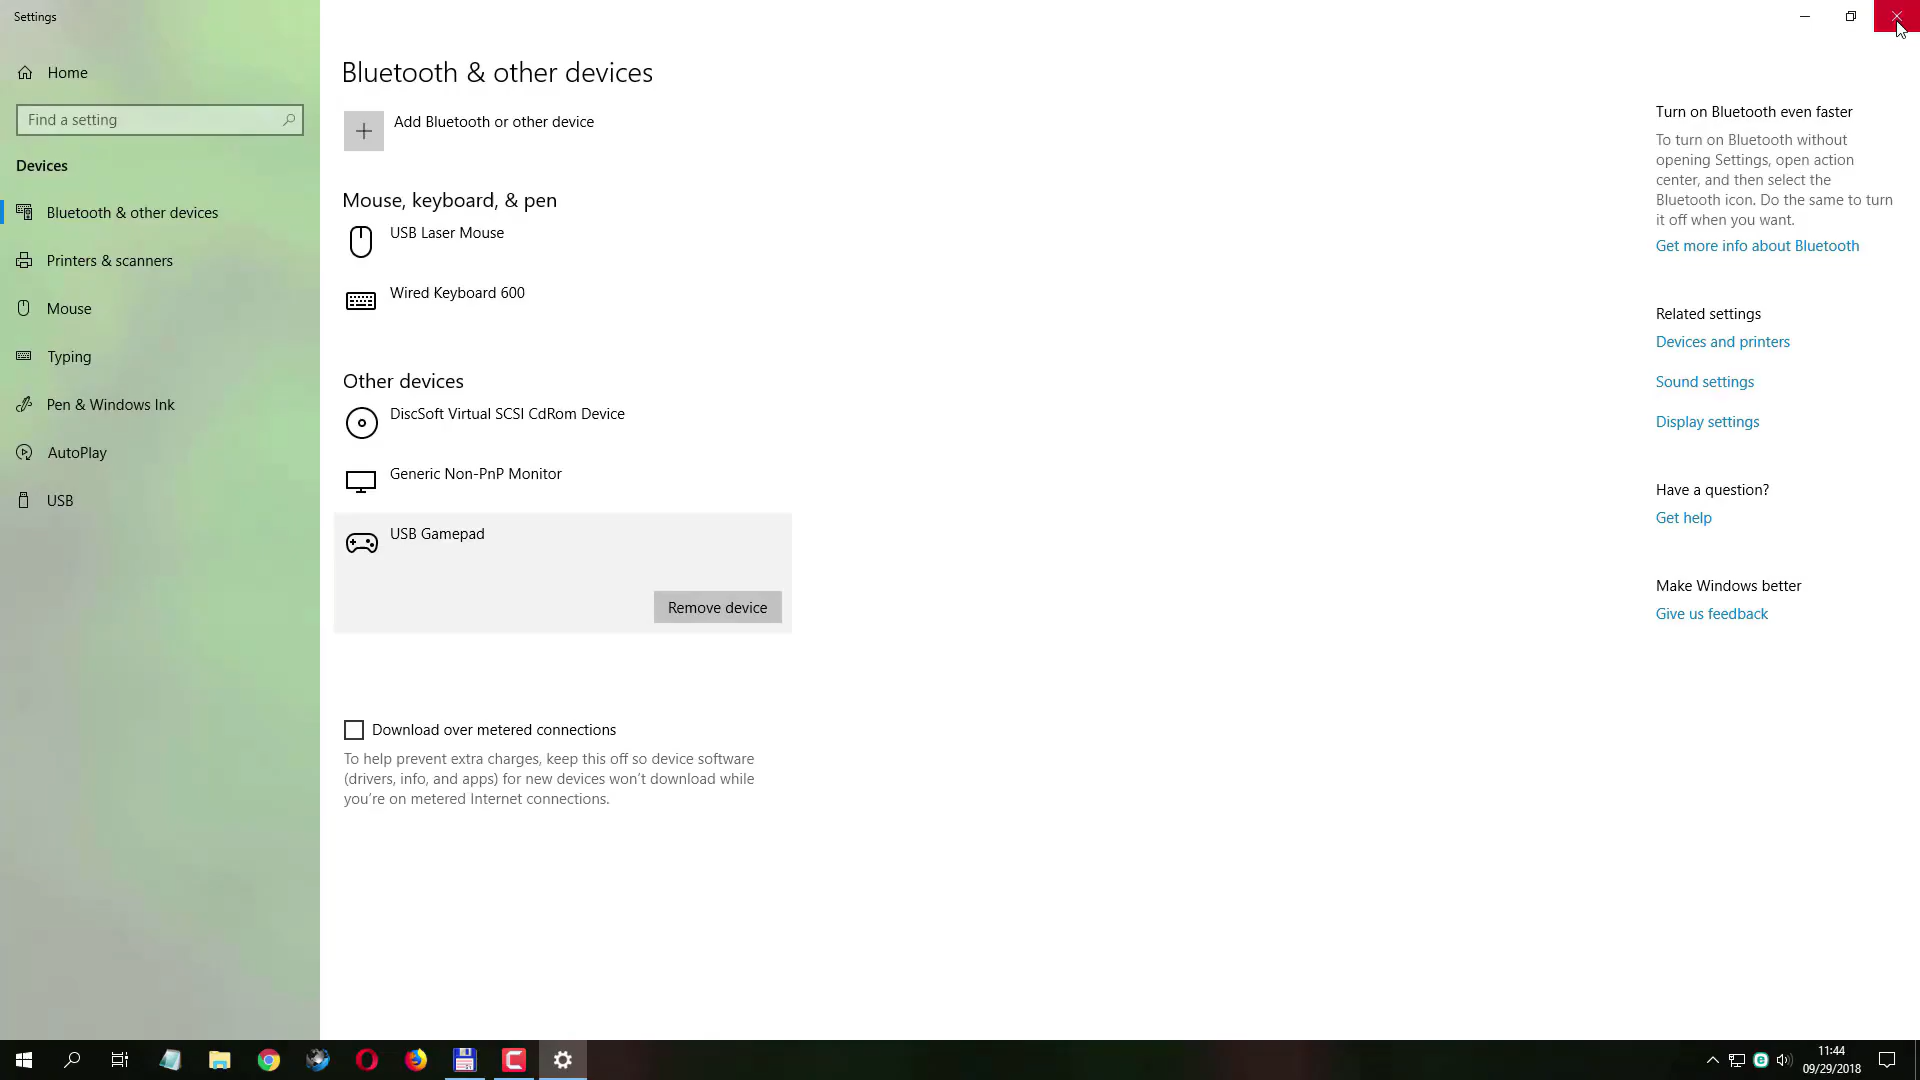 Settings
Home
Find a setting
Devices
Bluetooth & other devices
Printers & scanners
Mouse
Typing
Pen & Windows Ink
AutoPlay
USB
Bluetooth & other devices
Add Bluetooth or other device
Mouse, keyboard, & pen
USB Laser Mouse
Wired Keyboard 600
Other devices
DiscSoft Virtual SCSI CdRom Device
Generic Non-PnP Monitor
USB Gamepad
Remove device
Download over metered connections
To help prevent extra charges, keep this off so device software
(drivers, info, and apps) for new devices won't download while
you're on metered Internet connections.
Turn on Bluetooth even faster
To turn on Bluetooth without
opening Settings, open action
center, and then select the
Bluetooth icon. Do the same to turn
it off when you want.
Get more info about Bluetooth
Related settings
Devices and printers
Sound settings
Display settings
Have a question?
Get help
Make Windows better
Give us feedback
11:44
09/29/2018